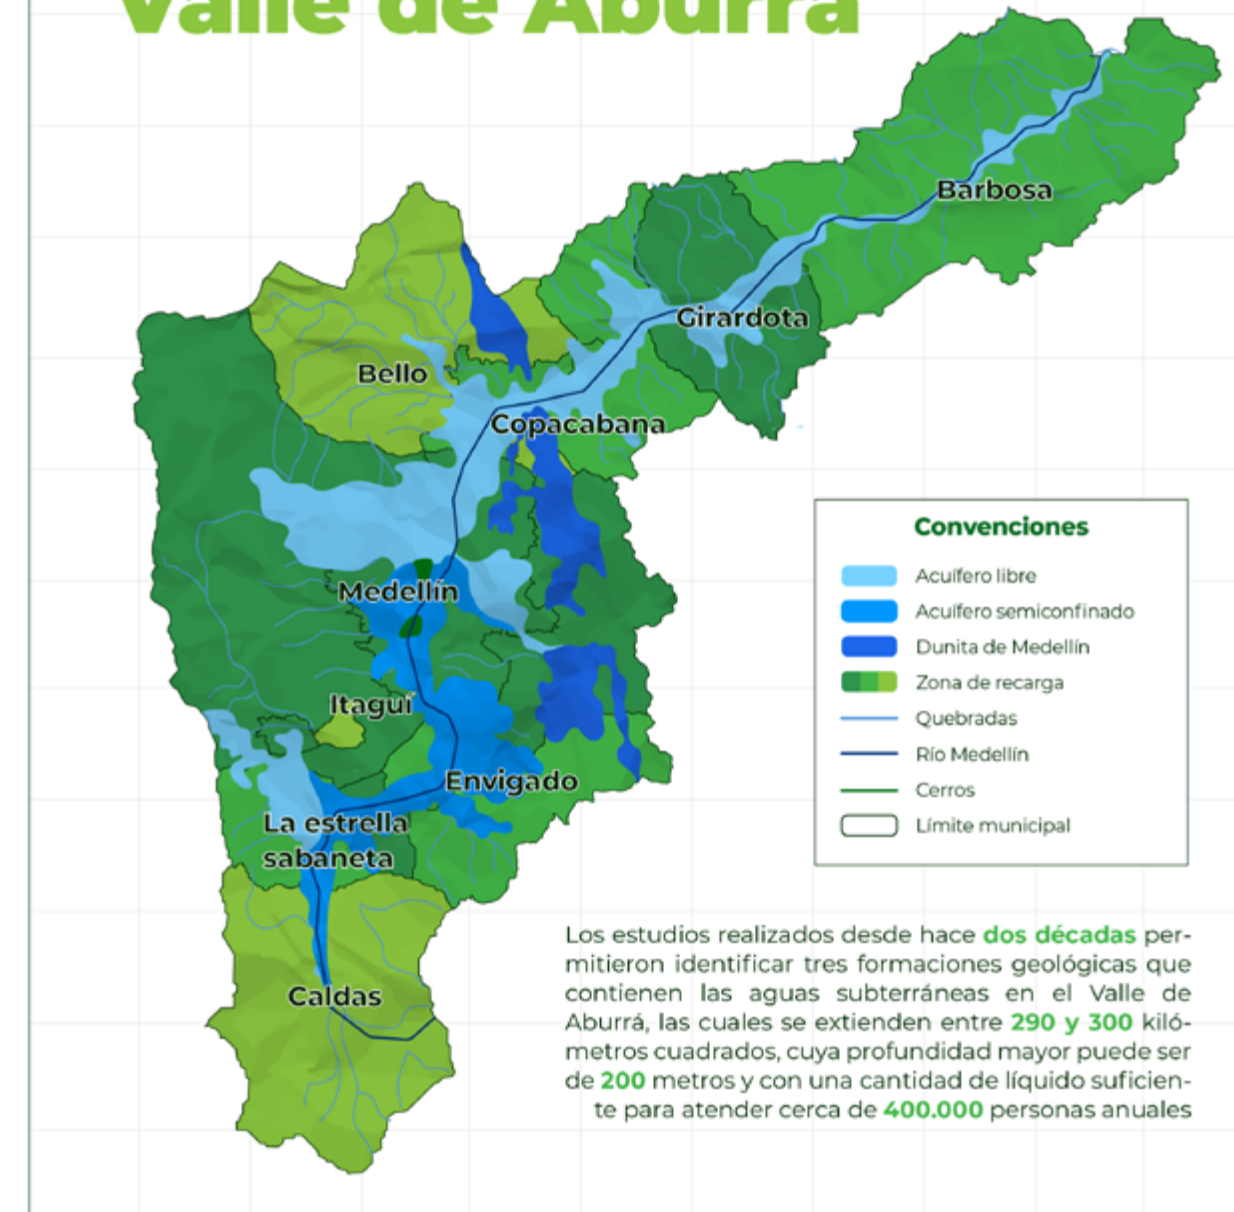 Valle de Aburrá
Barbosa
Girardota
Bello
Copacabana
Medellín
Itaguí
Envigado
La estrella
sabaneta
Caldas
Convenciones
Acuífero libre
Acuífero semiconfinado
Dunita de Medellín
Zona de recarga
Quebradas
Río Medellín
Cerros
Límite municipal
Los estudios realizados desde hace dos décadas per-
mitieron identificar tres formaciones geológicas que
contienen las aguas subterráneas en el Valle de
Aburrá, las cuales se extienden entre 290 y 300 kiló-
metros cuadrados, cuya profundidad mayor puede ser
de 200 metros y con una cantidad de líquido suficien-
te para atender cerca de 400.000 personas anuales